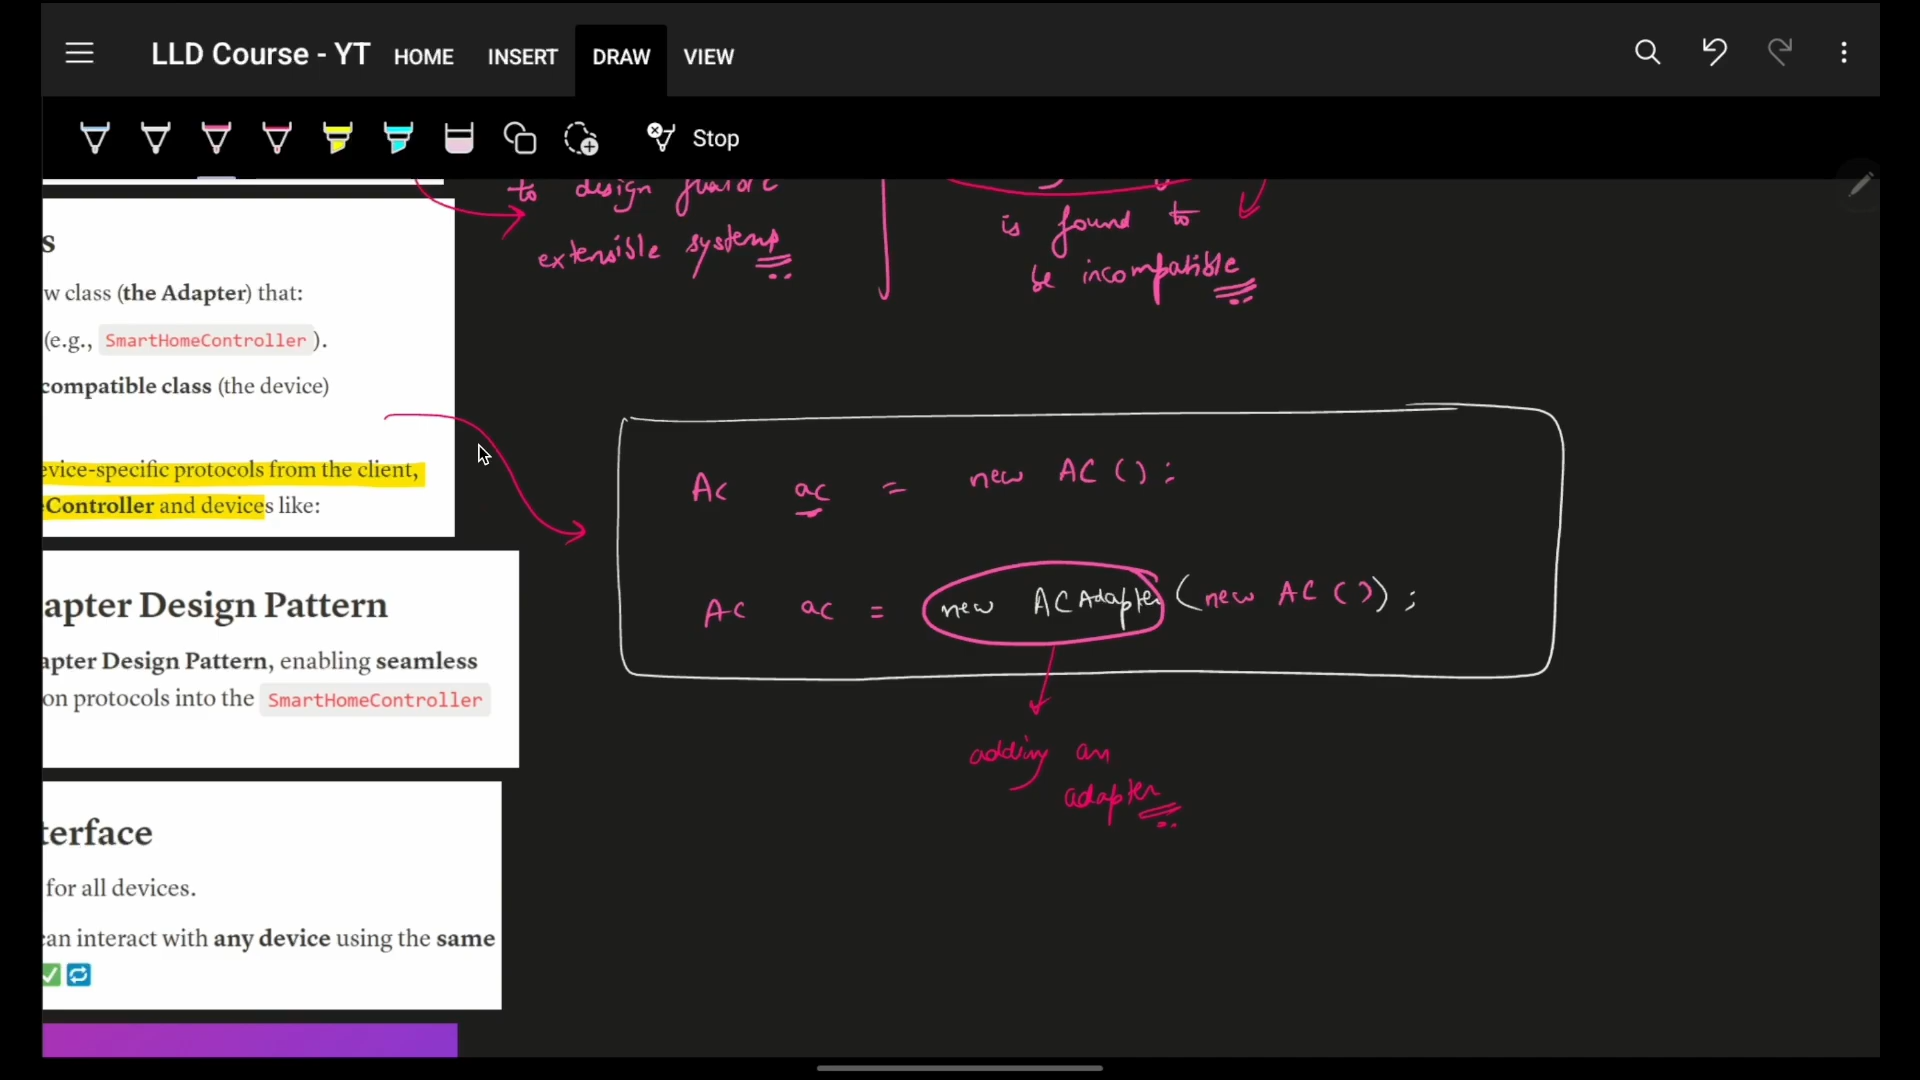 LLD Course - YT HOME INSERT DRAW VIEW
Stop
to design
extensible systems
is found to
be incompatible
s
w class (the Adapter) that:
(e.g., SmartHomeController ).
compatible class (the device)
evice-specific protocols from the client,
Controller and devices like:
apter Design Pattern
apter Design Pattern, enabling seamless
on protocols into the SmartHomeController
terface
for all devices.
can interact with any device using the same
AC ac = new AC ( ) ;
AC ac = new ACAdapter (new AC ( )) ;
adding an
adapter